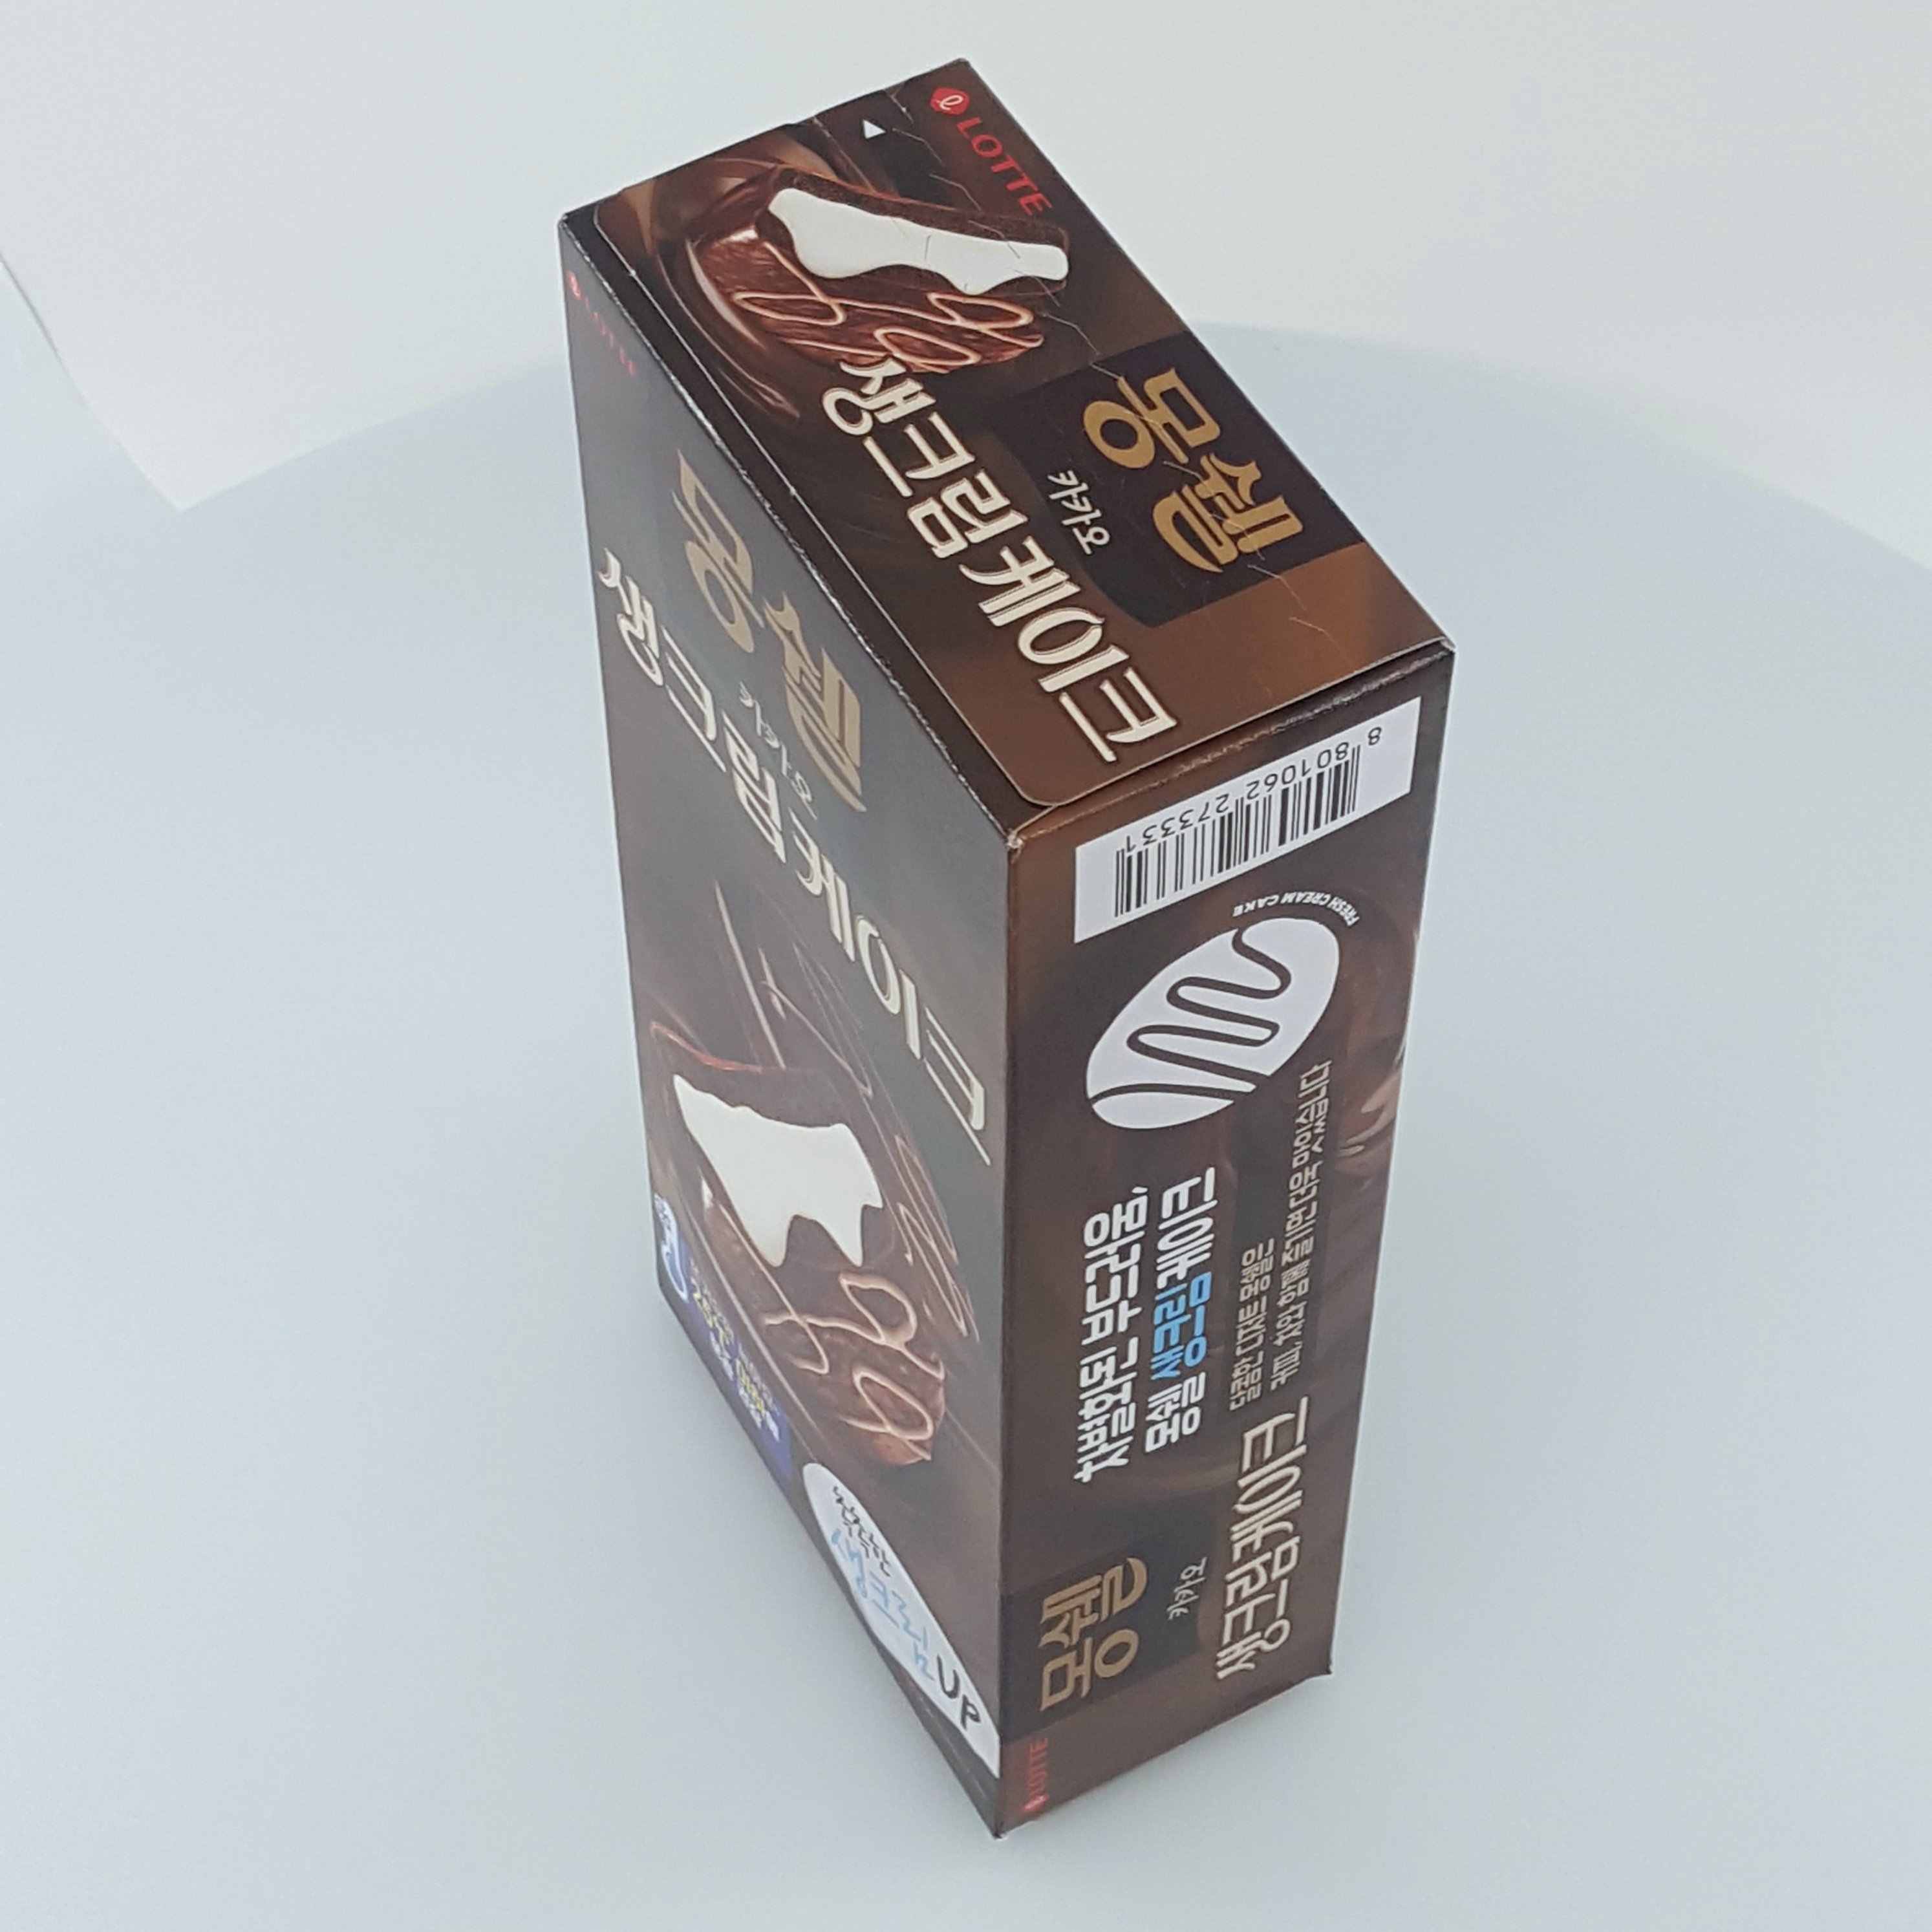 LOTTE
몽쉘
카카오
생크림케이크
LOTTE
몽쉘
카카오
생크림케이크
생크림 UP
8 801062 273331
FRESH CREAM CAKE
차별화된 부드러움,
몽쉘 생크림케이크
달콤한 디저트 몽쉘은
커피, 차와 함께 즐기면 더욱 맛있습니다
몽쉘
카카오
생크림케이크
LOTTE